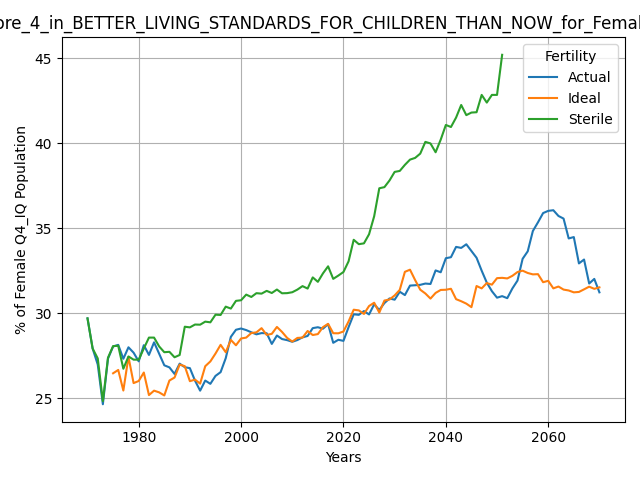 ore_4_in_BETTER_LIVING_STANDARDS_FOR_CHILDREN_THAN_NOW_for_Femal
Fertility
Actual
Ideal
Sterile
% of Female Q4_IQ Population
45
40
35
30
25
1980
2000
2020
2040
2060
Years